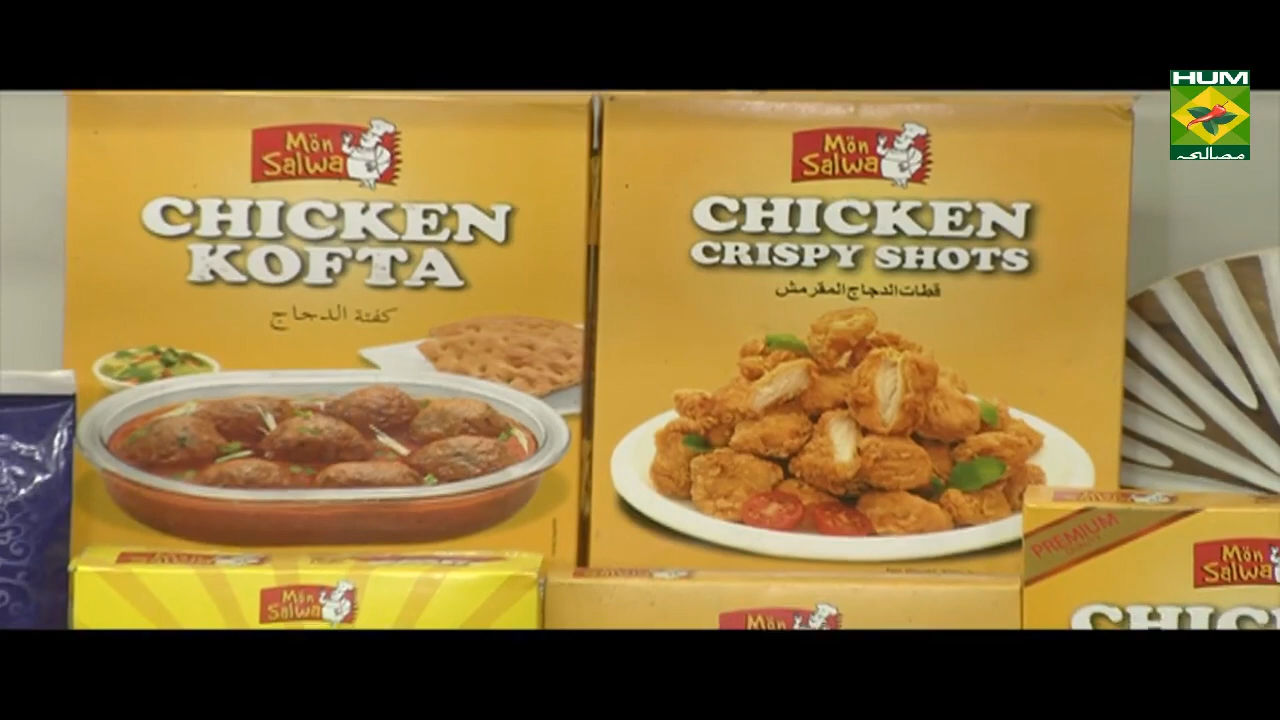 HUM
مصالحہ
Mön
Salwa
CHICKEN
KOFTA
كفتة الدجاج
Mön
Salwa
CHICKEN
CRISPY SHOTS
قطات الدجاج المقرمش
Mön
Salwa
Mön
PREMIUM
Mön
Salwa
CHIC